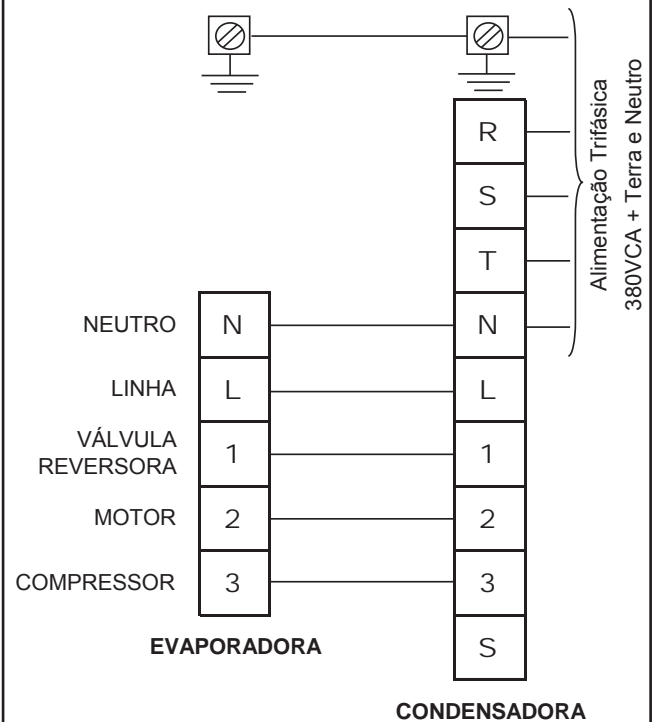 R
S
T
NEUTRO N N
LINHA L L
VÁLVULA
REVERSORA 1 1
MOTOR 2 2
COMPRESSOR 3 3
EVAPORADORA S
CONDENSADORA
Alimentação Trifásica
380VCA + Terra e Neutro